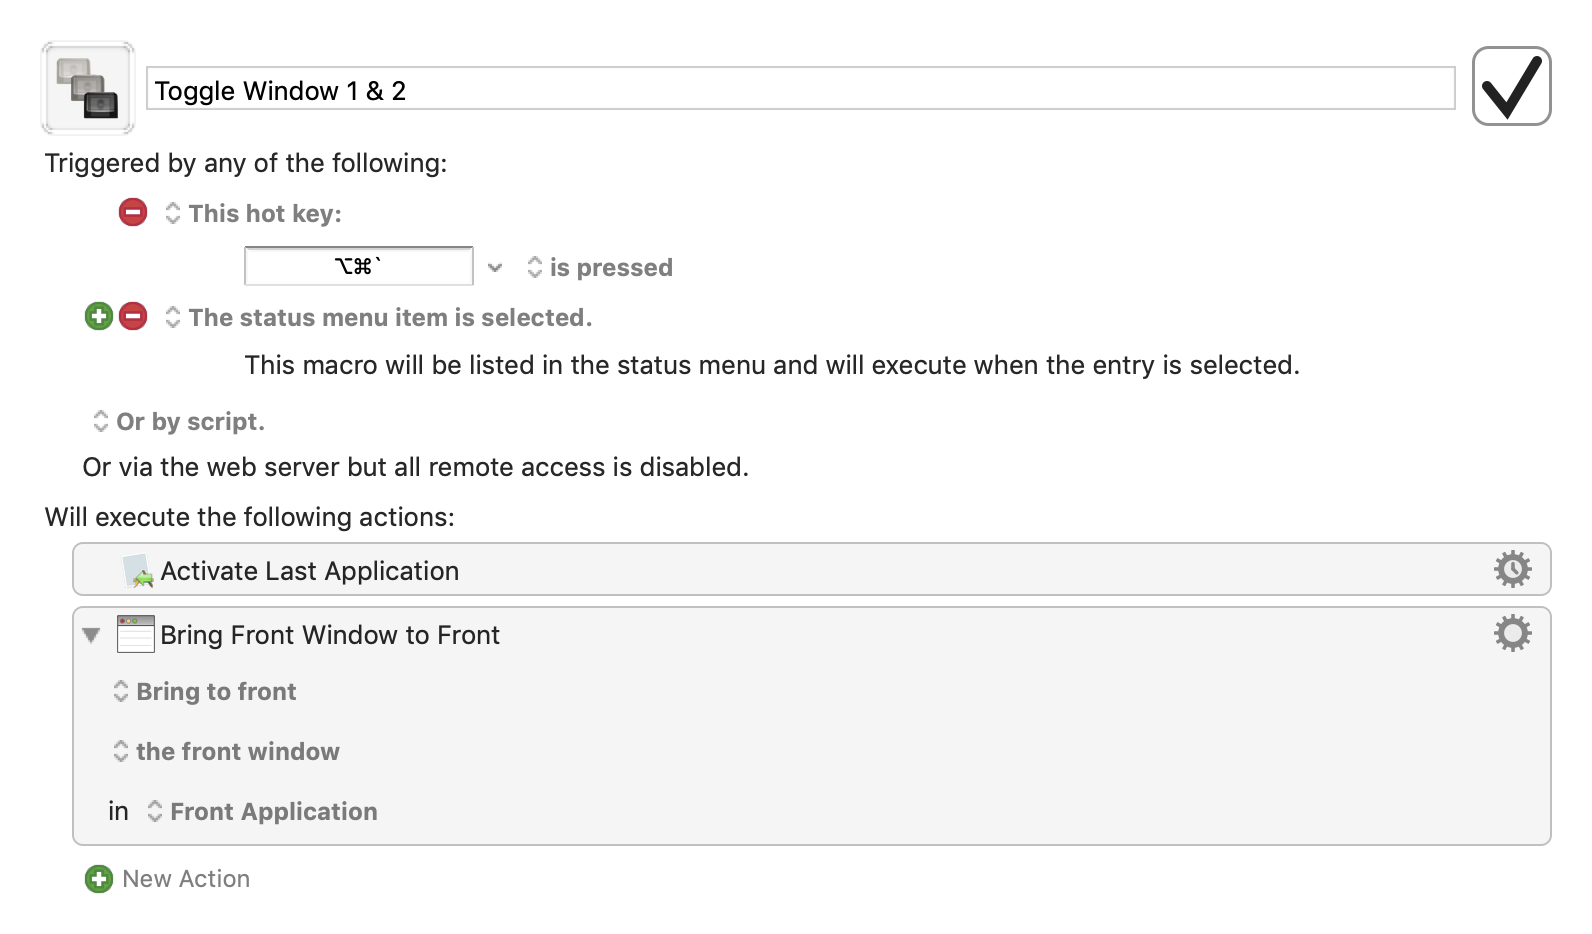 Toggle Window 1 & 2
Triggered by any of the following:
This hot key:
⌥⌘` is pressed
The status menu item is selected.
This macro will be listed in the status menu and will execute when the entry is selected.
Or by script.
Or via the web server but all remote access is disabled.
Will execute the following actions:
Activate Last Application
Bring Front Window to Front
Bring to front
the front window
in Front Application
New Action